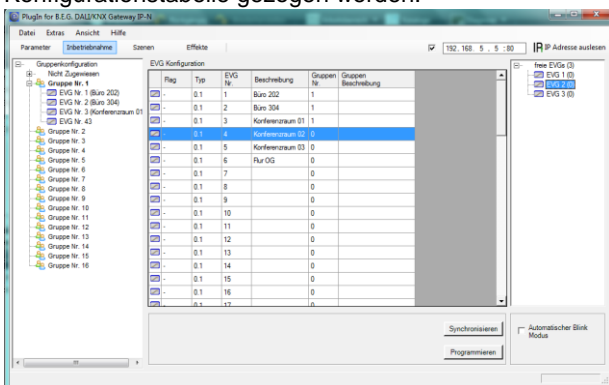 Konfigurationstabelle gezogen werden.
PlugIn for B.E.G. DALI/KNX Gateway IP-N
Datei Extras Ansicht Hilfe
Parameter Inbetriebnahme Szenen Effekte 192.168. 5 . 5 :80 IP Adresse auslesen
Gruppenkonfiguration
Nicht Zugewiesen
Gruppe Nr. 1
EVG Nr. 1 (Büro 202)
EVG Nr. 2 (Büro 304)
EVG Nr. 3 (Konferenzraum 01
EVG Nr. 43
Gruppe Nr. 2
Gruppe Nr. 3
Gruppe Nr. 4
Gruppe Nr. 5
Gruppe Nr. 6
Gruppe Nr. 7
Gruppe Nr. 8
Gruppe Nr. 9
Gruppe Nr. 10
Gruppe Nr. 11
Gruppe Nr. 12
Gruppe Nr. 13
Gruppe Nr. 14
Gruppe Nr. 15
Gruppe Nr. 16
EVG Konfiguration
Flag Typ EVG Nr. Beschreibung Gruppen Nr. Gruppen Beschreibung
- 0.1 1 Büro 202 1
- 0.1 2 Büro 304 1
- 0.1 3 Konferenzraum 01 1
- 0.1 4 Konferenzraum 02 0
- 0.1 5 Konferenzraum 03 0
- 0.1 6 Flur OG 0
- 0.1 7 0
- 0.1 8 0
- 0.1 9 0
- 0.1 10 0
- 0.1 11 0
- 0.1 12 0
- 0.1 13 0
- 0.1 14 0
- 0.1 15 0
- 0.1 16 0
- 0.1 17 0
freie EVGs (3)
EVG 1 (0)
EVG 2 (0)
EVG 3 (0)
Synchronisieren
Programmieren
Automatischer Blink
Modus